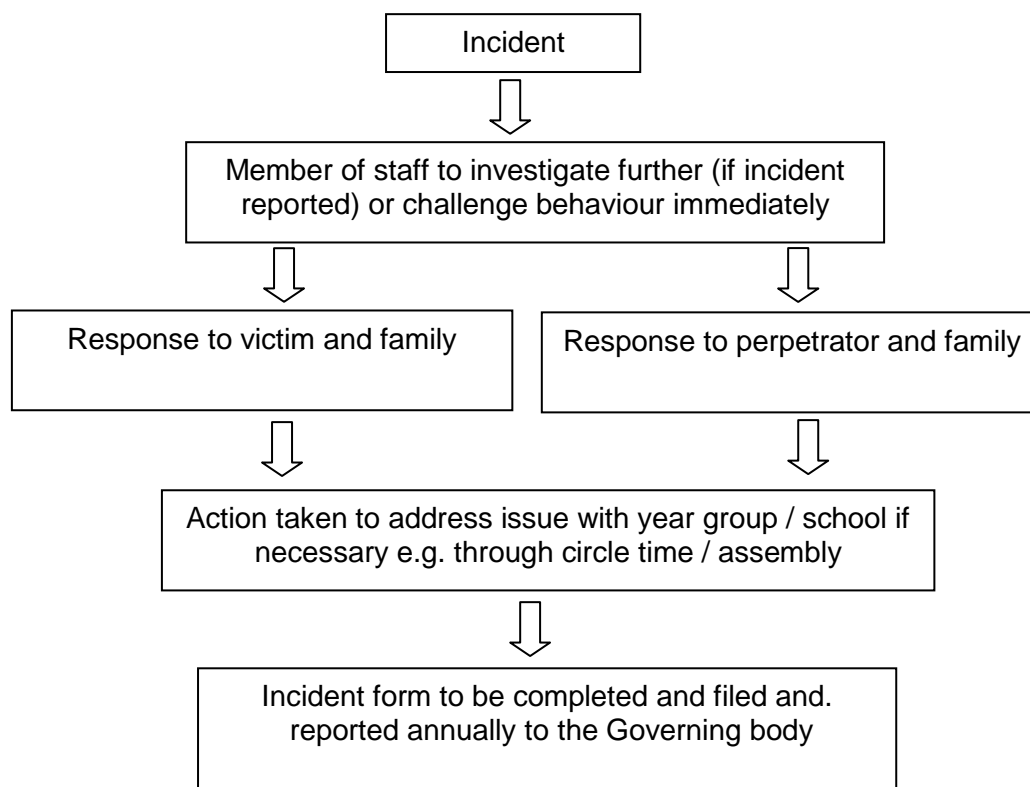 Incident
Member of staff to investigate further (if incident
reported) or challenge behaviour immediately
Response to victim and family
Response to perpetrator and family
Action taken to address issue with year group / school if
necessary e.g. through circle time / assembly
Incident form to be completed and filed and.
reported annually to the Governing body